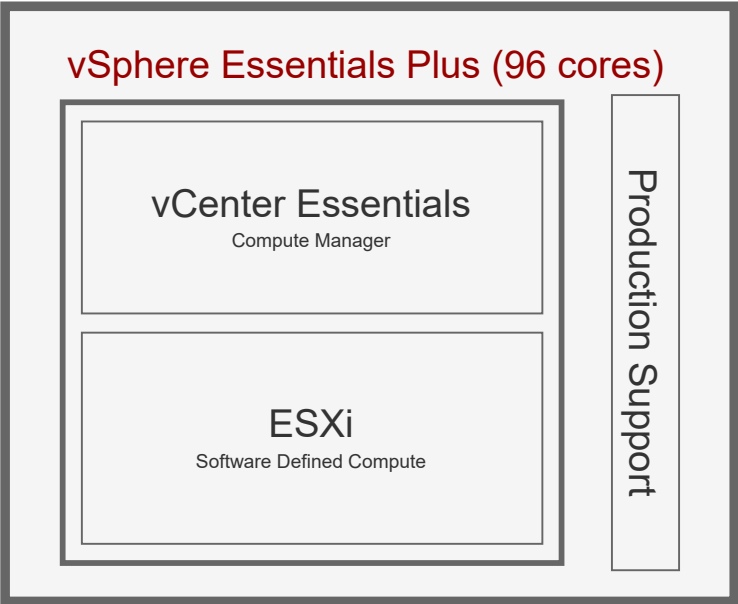 vSphere Essentials Plus (96 cores)
vCenter Essentials
Compute Manager
ESXi
Software Defined Compute
Production Support